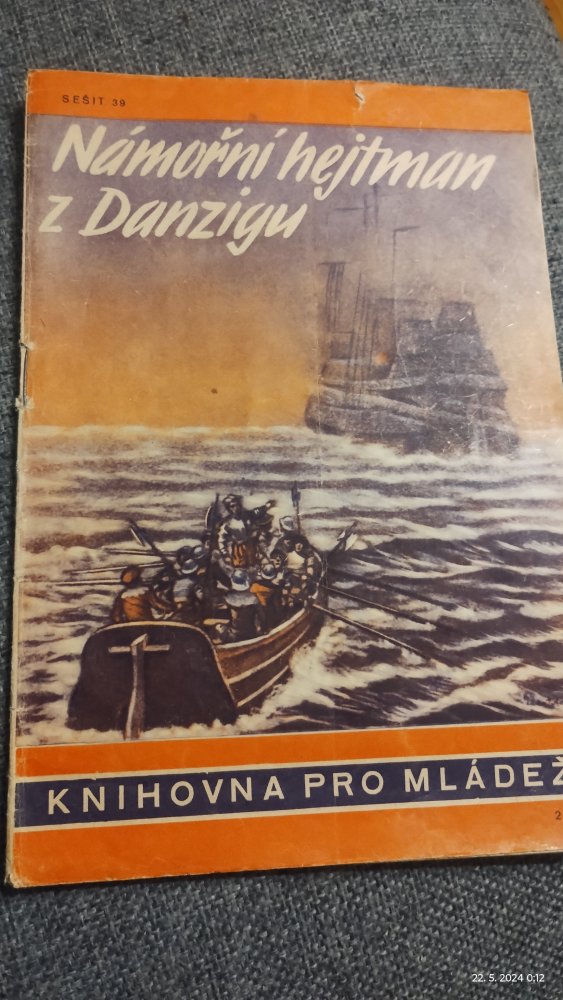 SEŠIT 39
Námořní hejtman
z Danzigu
KNIHOVNA PRO MLÁDEŽ
2
22. 5. 2024 0:12